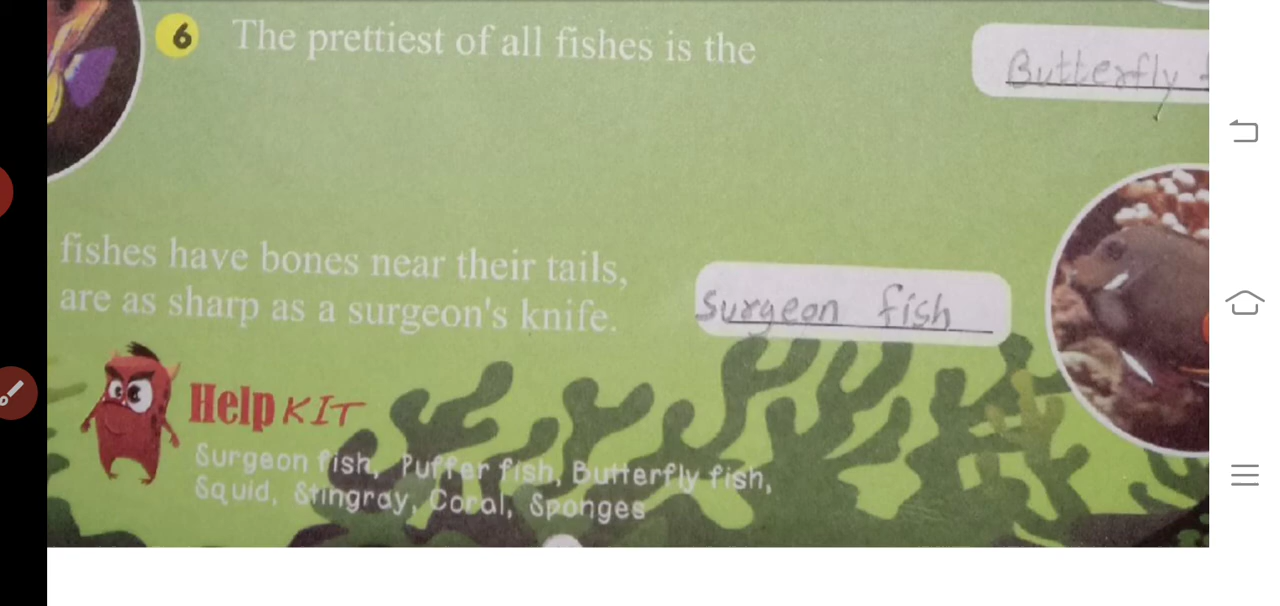 6 The prettiest of all fishes is the
Butterfly
fishes have bones near their tails,
are as sharp as a surgeon's knife.
Surgeon fish
Help KIT
Surgeon fish, Puffer fish, Butterfly fish,
Squid, Stingray, Coral, Sponges